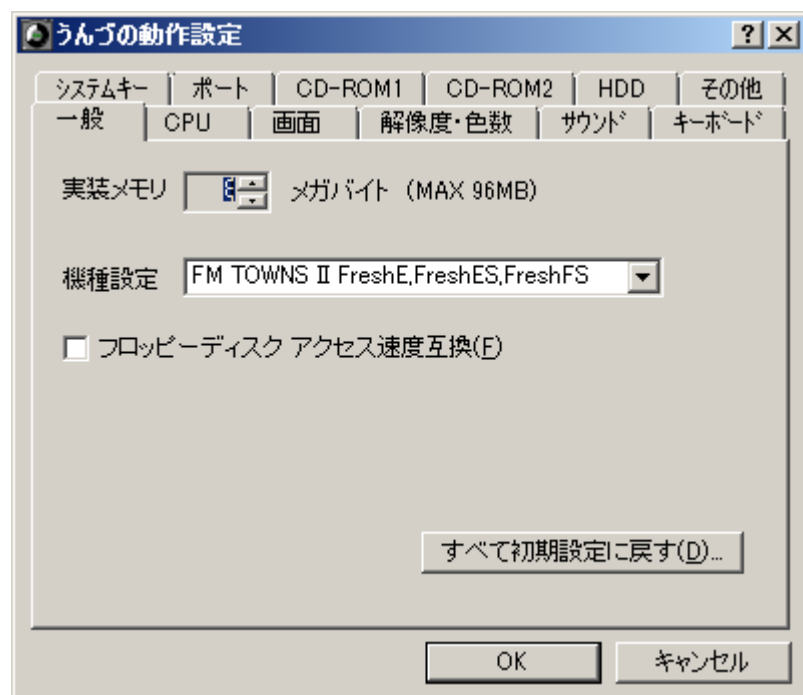 うんづの動作設定
システムキー ポート CD-ROM1 CD-ROM2 HDD その他
一般 CPU 画面 解像度・色数 サウンド キーボード
実装メモリ メガバイト (MAX 96MB)
機種設定 FM TOWNS II FreshE,FreshES,FreshFS
フロッピーディスク アクセス速度互換(F)
すべて初期設定に戻す(D)...
OK キャンセル